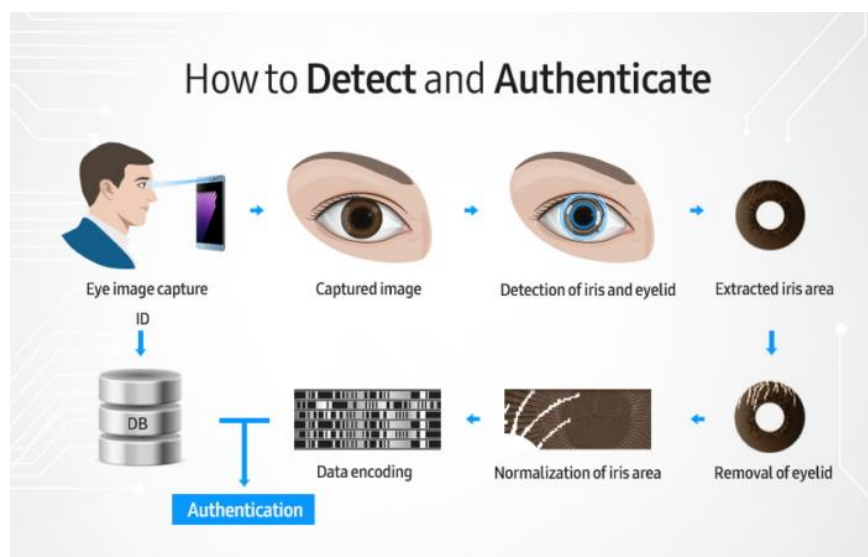 How to Detect and Authenticate
Eye image capture
Captured image
Detection of iris and eyelid
Extracted iris area
ID
DB
Data encoding
Normalization of iris area
Removal of eyelid
Authentication